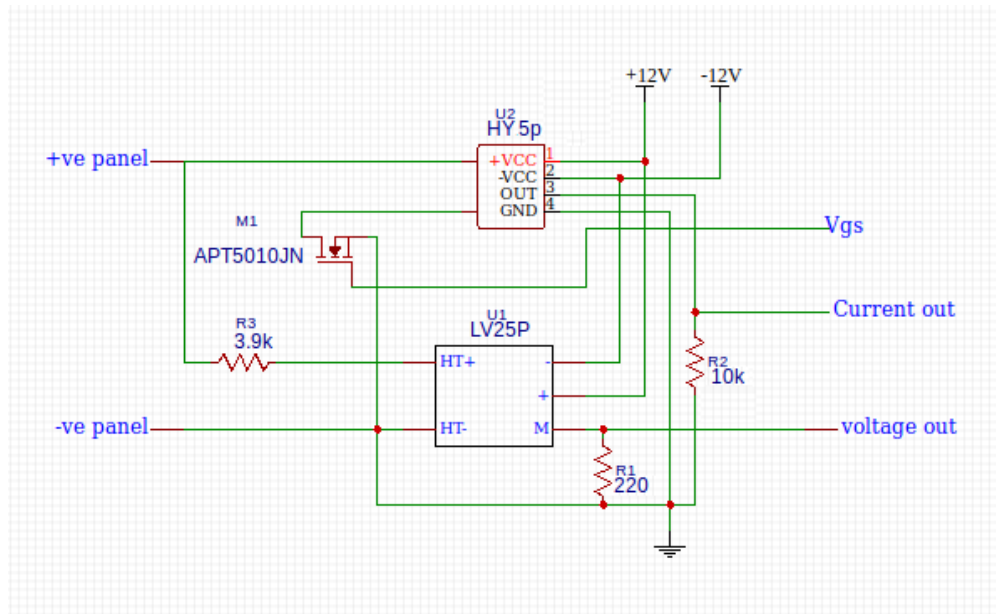 +12V
-12V
U2
HY 5p
+ve panel
+VCC
1
-VCC
2
OUT
3
GND
4
M1
APT5010JN
Vgs
Current out
R3
3.9k
U1
LV25P
HT+
-
+
R2
10k
-ve panel
HT-
M
voltage out
R1
220